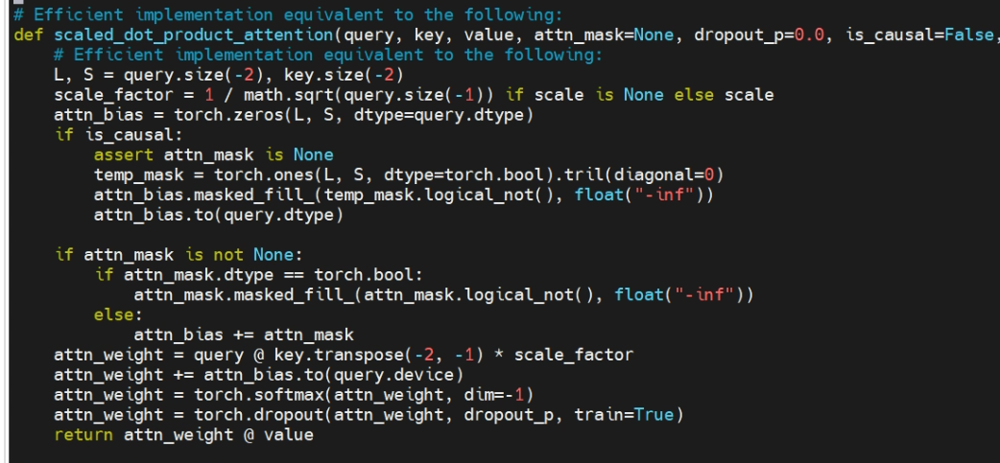 # Efficient implementation equivalent to the following:
def scaled_dot_product_attention(query, key, value, attn_mask=None, dropout_p=0.0, is_causal=False,
    # Efficient implementation equivalent to the following:
    L, S = query.size(-2), key.size(-2)
    scale_factor = 1 / math.sqrt(query.size(-1)) if scale is None else scale
    attn_bias = torch.zeros(L, S, dtype=query.dtype)
    if is_causal:
        assert attn_mask is None
        temp_mask = torch.ones(L, S, dtype=torch.bool).tril(diagonal=0)
        attn_bias.masked_fill_(temp_mask.logical_not(), float("-inf"))
        attn_bias.to(query.dtype)

    if attn_mask is not None:
        if attn_mask.dtype == torch.bool:
            attn_mask.masked_fill_(attn_mask.logical_not(), float("-inf"))
        else:
            attn_bias += attn_mask
    attn_weight = query @ key.transpose(-2, -1) * scale_factor
    attn_weight += attn_bias.to(query.device)
    attn_weight = torch.softmax(attn_weight, dim=-1)
    attn_weight = torch.dropout(attn_weight, dropout_p, train=True)
    return attn_weight @ value